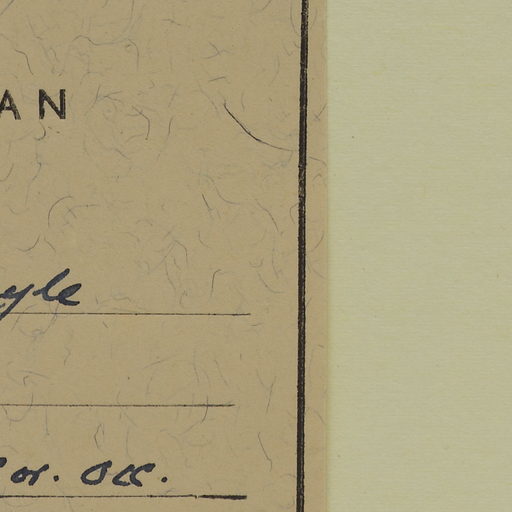 AN
yle
or. Occ.